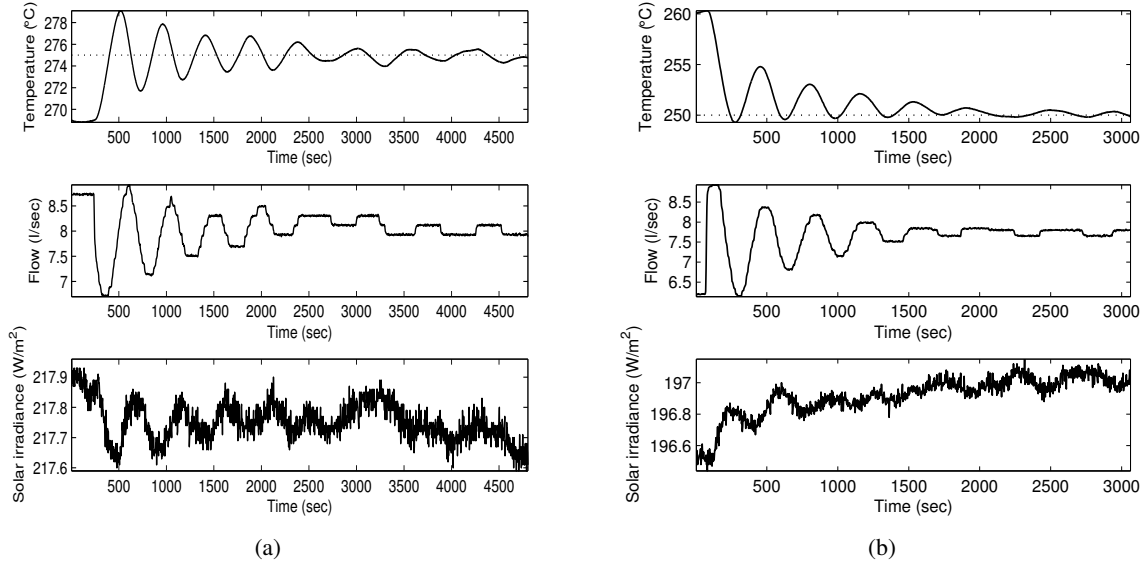 Temperature (ºC)
278
276
274
272
270
500 1000 1500 2000 2500 3000 3500 4000 4500
Time (sec)
Flow (l/sec)
8.5
8
7.5
7
500 1000 1500 2000 2500 3000 3500 4000 4500
Time (sec)
Solar irradiance (W/m²)
217.9
217.8
217.7
217.6
500 1000 1500 2000 2500 3000 3500 4000 4500
Time (sec)
(a)
Temperature (ºC)
260
255
250
500 1000 1500 2000 2500 3000
Time (sec)
Flow (l/sec)
8.5
8
7.5
7
6.5
500 1000 1500 2000 2500 3000
Time (sec)
Solar irradiance (W/m²)
197
196.8
196.6
500 1000 1500 2000 2500 3000
Time (sec)
(b)